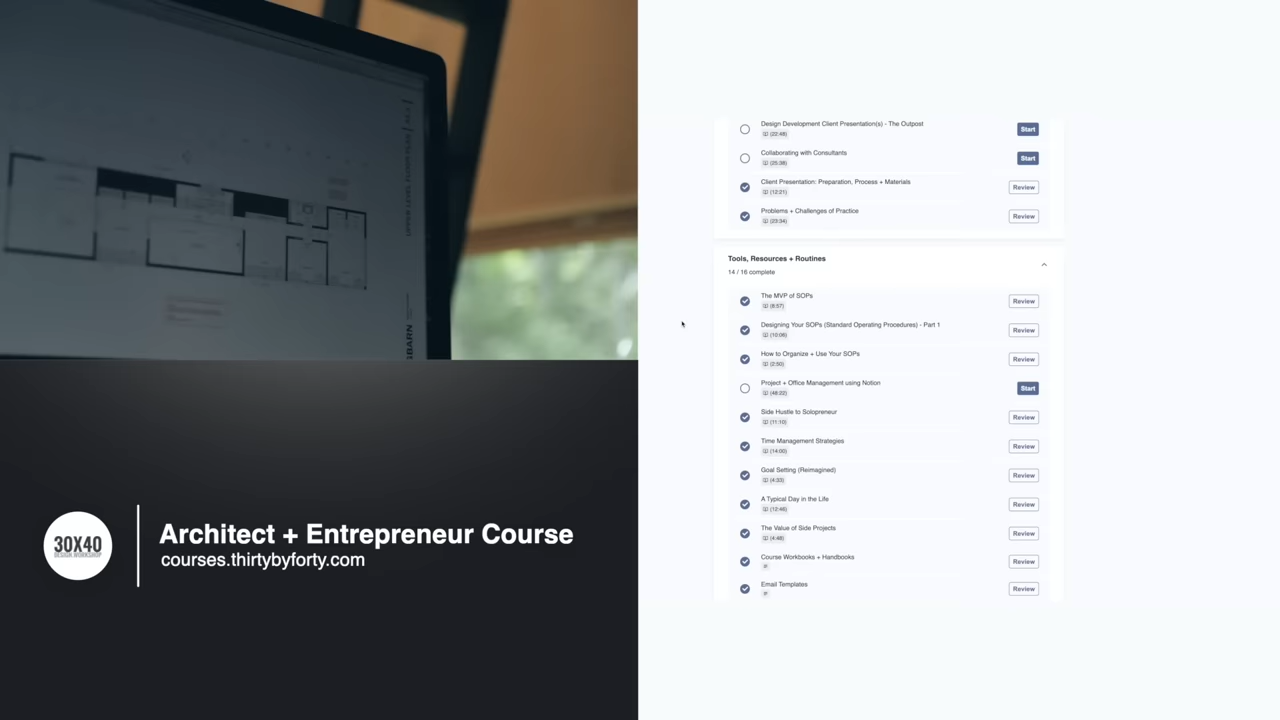 30X40
DESIGN WORKSHOP
Architect + Entrepreneur Course
courses.thirtybyforty.com
Design Development Client Presentation(s) - The Outpost
(22:48)
Start
Collaborating with Consultants
(25:38)
Start
Client Presentation: Preparation, Process + Materials
(12:21)
Review
Problems + Challenges of Practice
(23:34)
Review
Tools, Resources + Routines
14 / 16 complete
The MVP of SOPs
(6:57)
Review
Designing Your SOPs (Standard Operating Procedures) - Part 1
(10:06)
Review
How to Organize + Use Your SOPs
(2:50)
Review
Project + Office Management using Notion
(48:22)
Start
Side Hustle to Solopreneur
(11:10)
Review
Time Management Strategies
(14:00)
Review
Goal Setting (Reimagined)
(4:33)
Review
A Typical Day in the Life
(12:46)
Review
The Value of Side Projects
(4:48)
Review
Course Workbooks + Handbooks
Review
Email Templates
Review